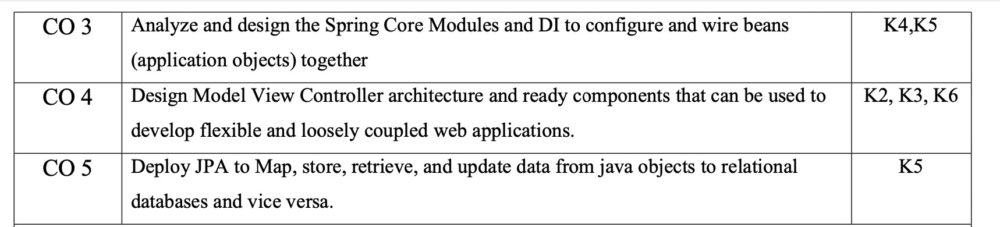 CO 3 Analyze and design the Spring Core Modules and DI to configure and wire beans K4,K5
(application objects) together
CO 4 Design Model View Controller architecture and ready components that can be used to K2, K3, K6
develop flexible and loosely coupled web applications.
CO 5 Deploy JPA to Map, store, retrieve, and update data from java objects to relational K5
databases and vice versa.